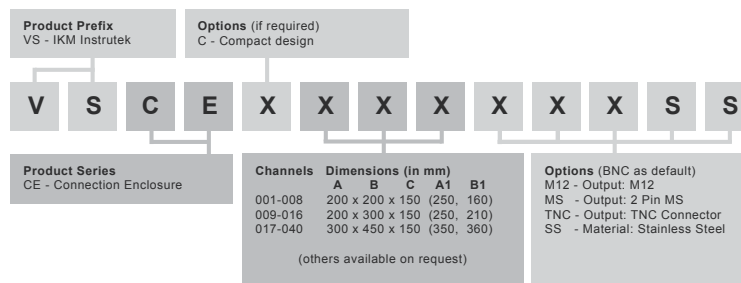 Product Prefix
VS - IKM Instrutek
Options (if required)
C - Compact design
V S C E X X X X X X X S S
Product Series
CE - Connection Enclosure
Channels Dimensions (in mm)
A B C A1 B1
001-008 200 x 200 x 150 (250, 160)
009-016 200 x 300 x 150 (250, 210)
017-040 300 x 450 x 150 (350, 360)
(others available on request)
Options (BNC as default)
M12 - Output: M12
MS - Output: 2 Pin MS
TNC - Output: TNC Connector
SS - Material: Stainless Steel